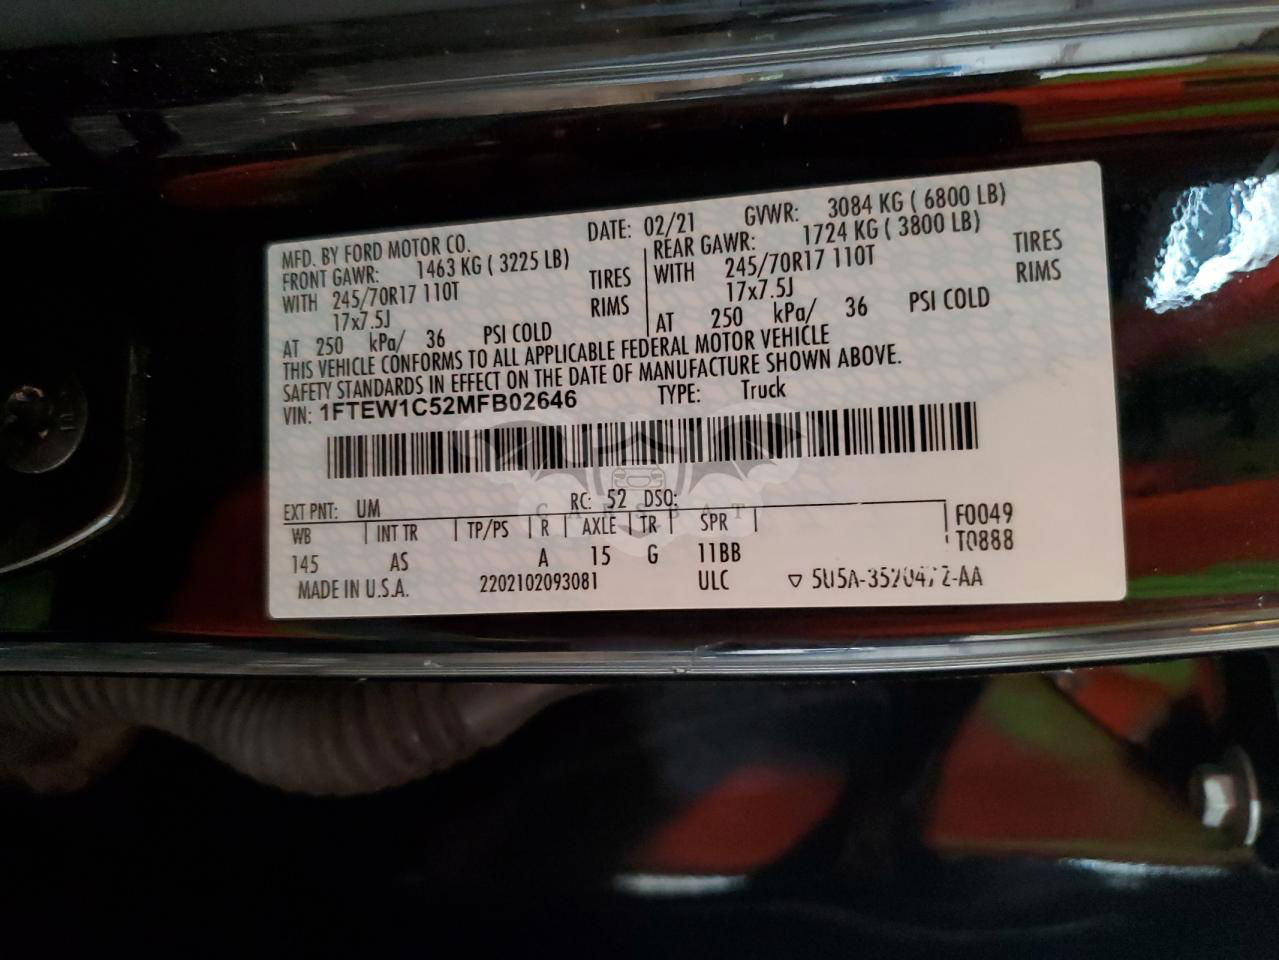 MFD. BY FORD MOTOR CO. DATE: 02/21 GVWR: 3084 KG ( 6800 LB)
FRONT GAWR: 1463 KG ( 3225 LB) REAR GAWR: 1724 KG ( 3800 LB)
WITH 245/70R17 110T TIRES WITH 245/70R17 110T TIRES
17x7.5J RIMS 17x7.5J RIMS
AT 250 kPa/ 36 PSI COLD AT 250 kPa/ 36 PSI COLD
THIS VEHICLE CONFORMS TO ALL APPLICABLE FEDERAL MOTOR VEHICLE
SAFETY STANDARDS IN EFFECT ON THE DATE OF MANUFACTURE SHOWN ABOVE.
VIN: 1FTEW1C52MFB02646 TYPE: Truck
EXT PNT: UM RC: 52 DSO:
WB INT TR TP/PS R AXLE TR SPR F0049
145 AS A 15 G 11BB T0888
MADE IN U.S.A. 2202102093081 ULC
CARSBAT